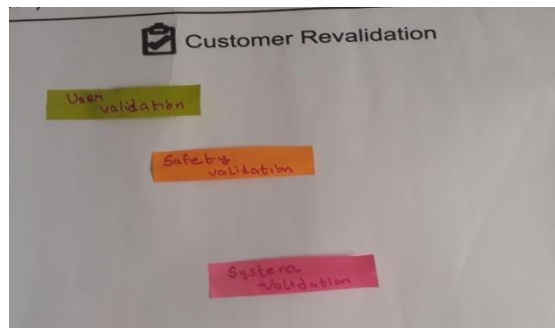 Customer Revalidation
User
validation
Safety
validation
System
validation